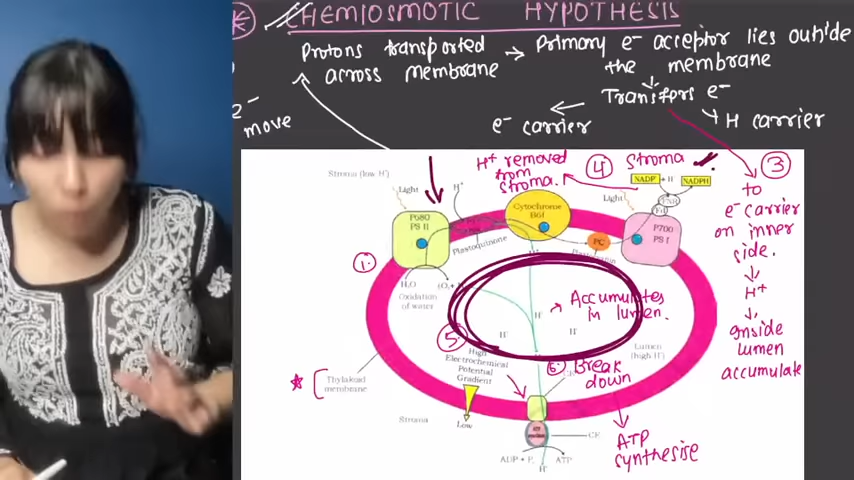 CHEMIOSMOTIC HYPOTHESIS
Protons transported
across membrane
→ Primary e⁻ acceptor lies outside
the membrane
Transfers e⁻
e⁻ carrier
H carrier
e⁻
move
Stroma (low H⁺)
H⁺ removed
from
stroma.
④
Stroma
③
NADP⁺ + H
NADPH
FNR
Fd
Light
H⁺
Light
P680
PS II
Cytochrome
B6f
P700
PS I
PC
Plastoquinone
①
H₂O
Oxidation
of water
→ Accumulates
in lumen.
H⁺
H⁺
H⁺
⑤
High
Electrochemical
Potential
Gradient
Low
⑥ Break
down
Lumen
(high H⁺)
Thylakoid
membrane
Stroma
CF
ADP + Pi
ATP
H⁺
ATP
synthesise
to
e⁻ carrier
on inner
side.
H⁺
Inside
lumen
accumulate